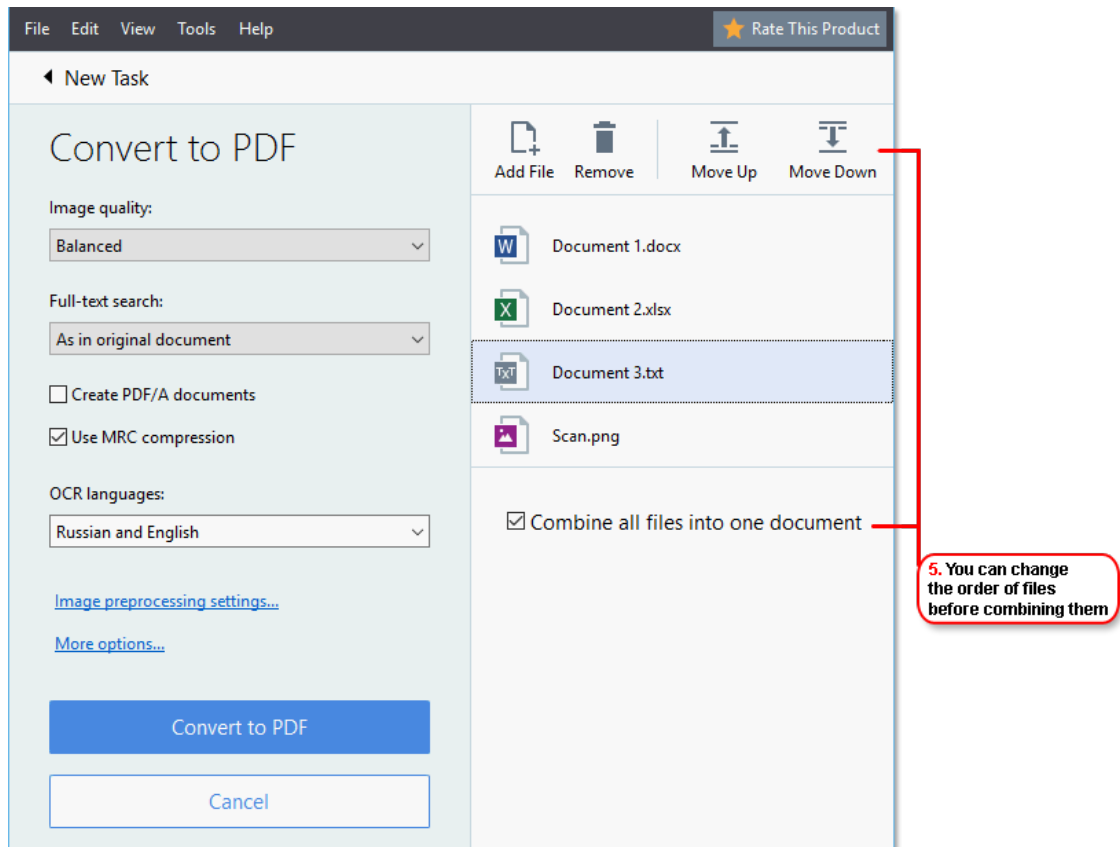 File Edit View Tools Help Rate This Product
New Task
Convert to PDF
Image quality:
Balanced
Full-text search:
As in original document
Create PDF/A documents
Use MRC compression
OCR languages:
Russian and English
Image preprocessing settings...
More options...
Convert to PDF
Cancel
Add File Remove Move Up Move Down
W Document 1.docx
X Document 2.xlsx
TXT Document 3.txt
Scan.png
Combine all files into one document
5. You can change
the order of files
before combining them